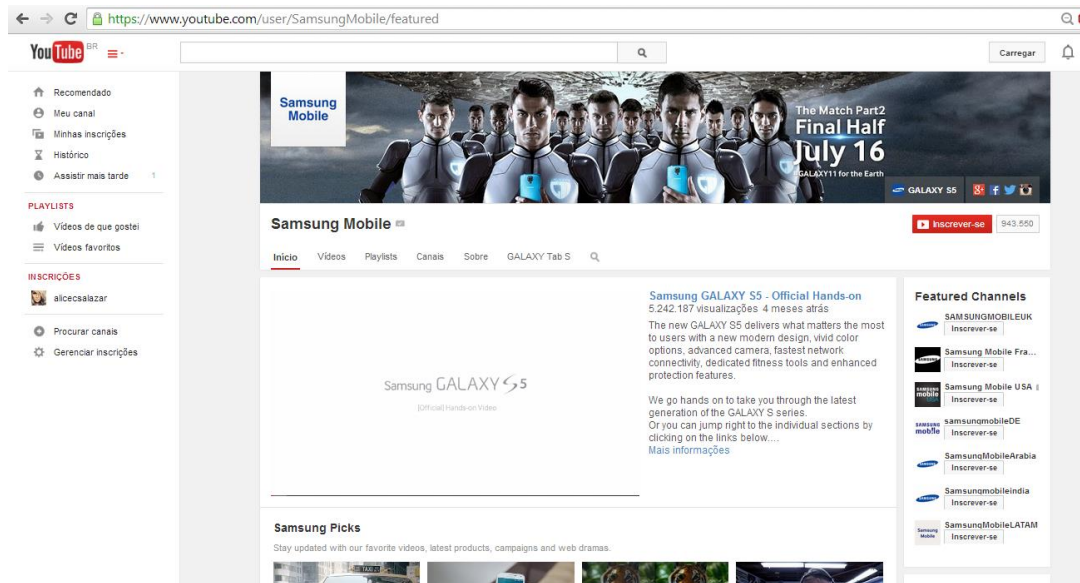 https://www.youtube.com/user/SamsungMobile/featured
YouTube BR
Carregar
Recomendado
Meu canal
Minhas inscrições
Histórico
Assistir mais tarde 1
PLAYLISTS
Vídeos de que gostei
Vídeos favoritos
INSCRIÇÕES
alicecsalazar
Procurar canais
Gerenciar inscrições
Samsung
Mobile
The Match Part2
Final Half
July 16
#GALAXY11 for the Earth
SAMSUNG GALAXY S5
Samsung Mobile
Inscrever-se 943.550
Início Vídeos Playlists Canais Sobre GALAXY Tab S
Samsung GALAXY S5
[Official] Hands-on Video
Samsung GALAXY S5 - Official Hands-on
5.242.187 visualizações 4 meses atrás
The new GALAXY S5 delivers what matters the most
to users with a new modern design, vivid color
options, advanced camera, fastest network
connectivity, dedicated fitness tools and enhanced
protection features.
We go hands on to take you through the latest
generation of the GALAXY S series.
Or you can jump right to the individual sections by
clicking on the links below....
Mais informações
Featured Channels
SAMSUNGMOBILEUK
Inscrever-se
Samsung Mobile Fra...
Inscrever-se
Samsung Mobile USA
Inscrever-se
samsungmobileDE
Inscrever-se
SamsungMobileArabia
Inscrever-se
Samsungmobileindia
Inscrever-se
SamsungMobileLATAM
Inscrever-se
Samsung Picks
Stay updated with our favorite videos, latest products, campaigns and web dramas.